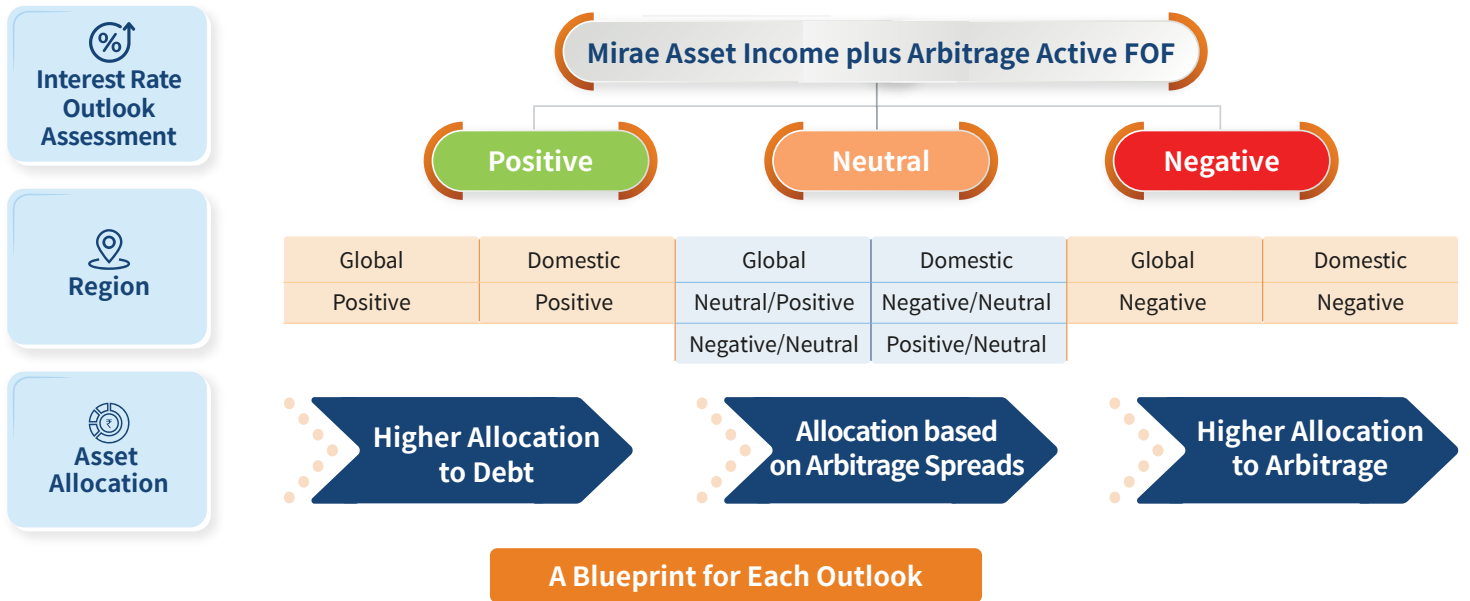 Mirae Asset Income plus Arbitrage Active FOF
%
Interest Rate
Outlook
Assessment
Positive
Neutral
Negative
Region
Global
Domestic
Global
Domestic
Global
Domestic
Positive
Positive
Neutral/Positive
Negative/Neutral
Negative
Negative
Negative/Neutral
Positive/Neutral
₹
Asset
Allocation
Higher Allocation
to Debt
Allocation based
on Arbitrage Spreads
Higher Allocation
to Arbitrage
A Blueprint for Each Outlook